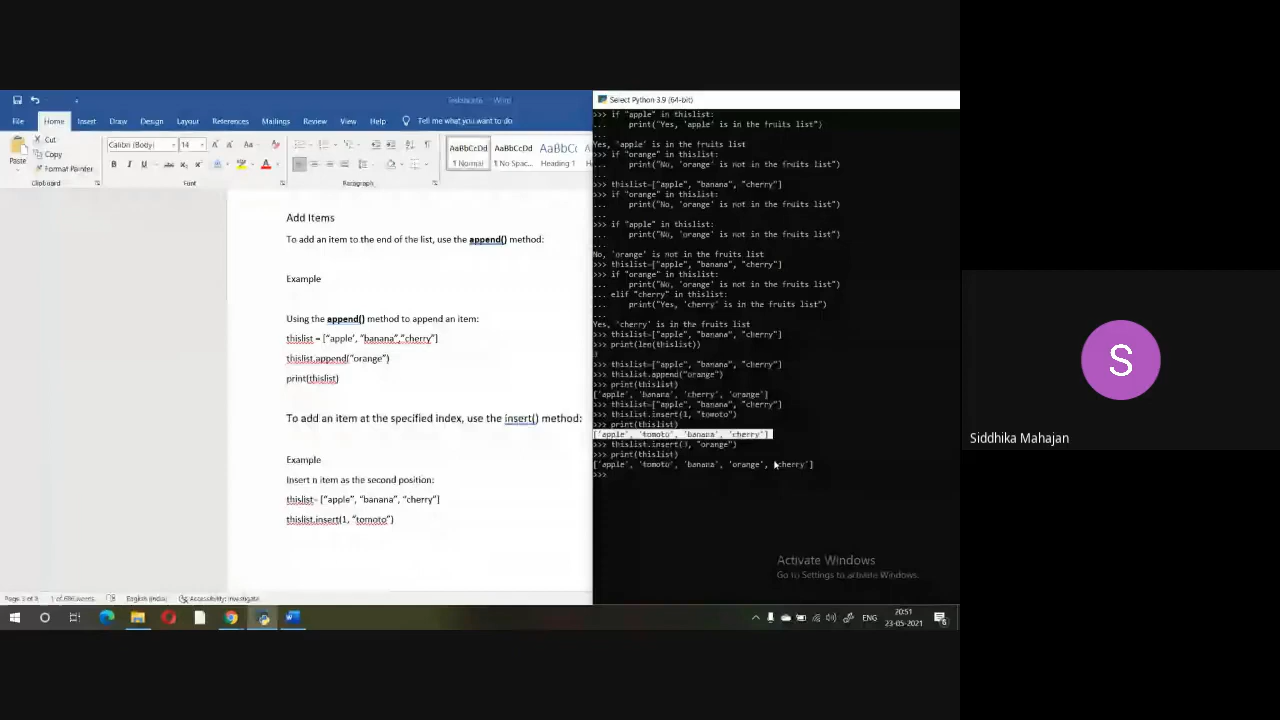 Word
File Home Insert Draw Design Layout References Mailings Review View Help Tell me what you want to do
Paste
Cut
Copy
Format Painter
Clipboard
Calibri (Body) 14
Font
Paragraph
AaBbCcDd AaBbCcDd AaBbCc
¶ Normal ¶ No Spac... Heading 1
Add Items
To add an item to the end of the list, use the append() method:
Example
Using the append() method to append an item:
thislist = ["apple', "banana","cherry"]
thislist.append("orange")
print(thislist)
To add an item at the specified index, use the insert() method:
Example
Insert n item as the second position:
thislist= ["apple", "banana", "cherry"]
thislist.insert(1, "tomoto")
English (India) Accessibility: Investigate
Select Python 3.9 (64-bit)
>>> if "apple" in thislist:
... print("Yes, 'apple' is in the fruits list")
...
Yes, 'apple' is in the fruits list
>>> if "orange" in thislist:
... print("No, 'orange' is not in the fruits list")
...
>>> thislist=["apple", "banana", "cherry"]
>>> if "orange" in thislist:
... print("No, 'orange' is not in the fruits list")
...
>>> if "apple" in thislist:
... print("No, 'orange' is not in the fruits list")
...
No, 'orange' is not in the fruits list
>>> thislist=["apple", "banana", "cherry"]
>>> if "orange" in thislist:
... print("No, 'orange' is not in the fruits list")
... elif "cherry" in thislist:
... print("Yes, 'cherry' is in the fruits list")
...
Yes, 'cherry' is in the fruits list
>>> thislist=["apple", "banana", "cherry"]
>>> print(len(thislist))
3
>>> thislist=["apple", "banana", "cherry"]
>>> thislist.append("orange")
>>> print(thislist)
['apple', 'banana', 'cherry', 'orange']
>>> thislist=["apple", "banana", "cherry"]
>>> thislist.insert(1, "tomoto")
>>> print(thislist)
['apple', 'tomoto', 'banana', 'cherry']
>>> thislist.insert(3, "orange")
>>> print(thislist)
['apple', 'tomoto', 'banana', 'orange', 'cherry']
>>>
Activate Windows
Go to Settings to activate Windows.
ENG
20:51
23-05-2021
S
Siddhika Mahajan